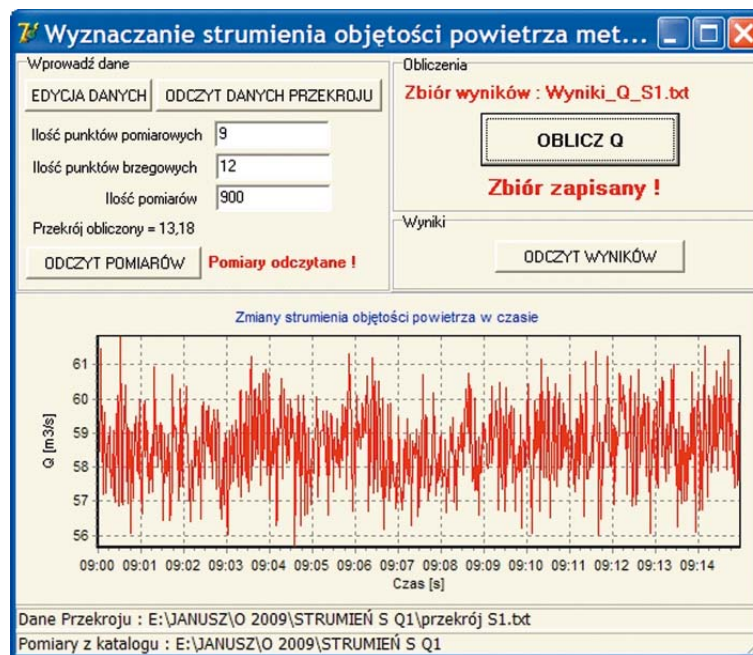 Wyznaczanie strumienia objętości powietrza met...
Wprowadź dane
EDYCJA DANYCH
ODCZYT DANYCH PRZEKROJU
Ilość punktów pomiarowych 9
Ilość punktów brzegowych 12
Ilość pomiarów 900
Przekrój obliczony = 13,18
ODCZYT POMIARÓW
Pomiary odczytane !
Obliczenia
Zbiór wyników : Wyniki_Q_S1.txt
OBLICZ Q
Zbiór zapisany !
Wyniki
ODCZYT WYNIKÓW
Zmiany strumienia objętości powietrza w czasie
Q [m3/s]
61
60
59
58
57
56
09:00 09:01 09:02 09:03 09:04 09:05 09:06 09:07 09:08 09:09 09:10 09:11 09:12 09:13 09:14
Czas [s]
Dane Przekroju : E:\JANUSZ\O 2009\STRUMIEŃ S Q1\przekrój S1.txt
Pomiary z katalogu : E:\JANUSZ\O 2009\STRUMIEŃ S Q1